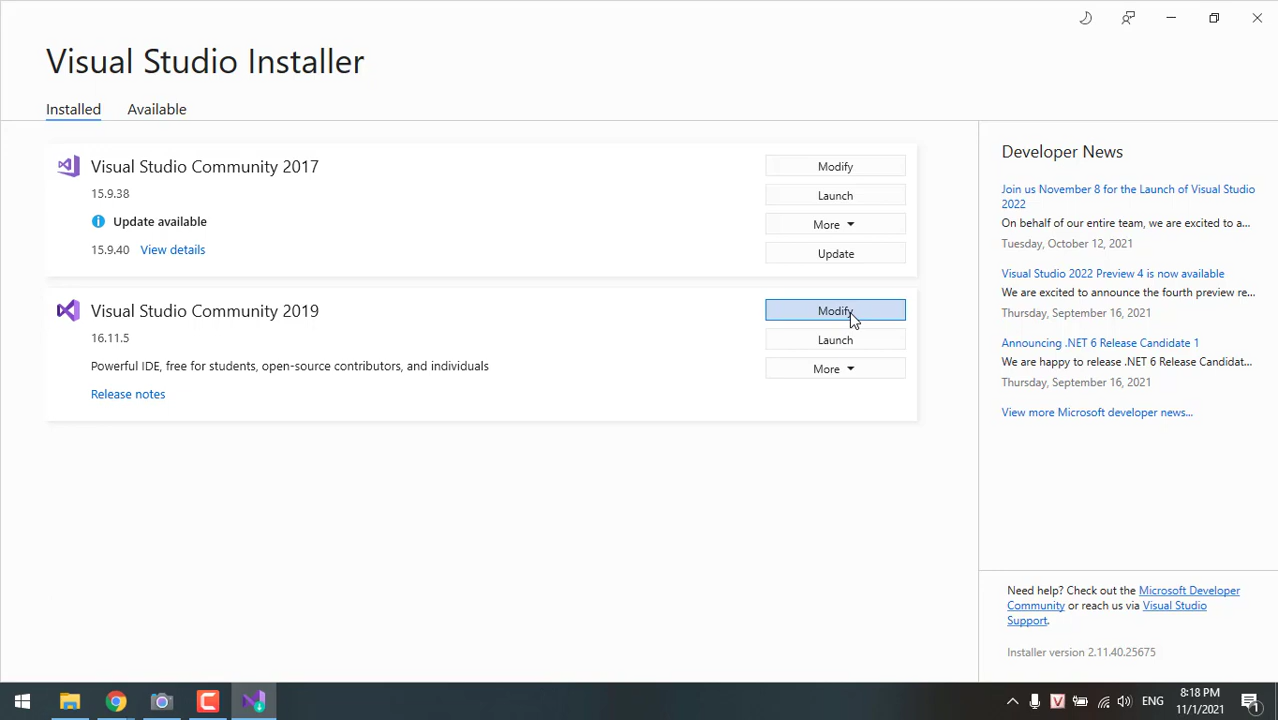 Visual Studio Installer
Installed Available
Visual Studio Community 2017
15.9.38
Update available
15.9.40 View details
Modify
Launch
More
Update
Visual Studio Community 2019
16.11.5
Powerful IDE, free for students, open-source contributors, and individuals
Release notes
Modify
Launch
More
Developer News
Join us November 8 for the Launch of Visual Studio
2022
On behalf of our entire team, we are excited to a...
Tuesday, October 12, 2021
Visual Studio 2022 Preview 4 is now available
We are excited to announce the fourth preview re...
Thursday, September 16, 2021
Announcing .NET 6 Release Candidate 1
We are happy to release .NET 6 Release Candidat...
Thursday, September 16, 2021
View more Microsoft developer news...
Need help? Check out the Microsoft Developer
Community or reach us via Visual Studio
Support.
Installer version 2.11.40.25675
V
ENG
8:18 PM
11/1/2021
1